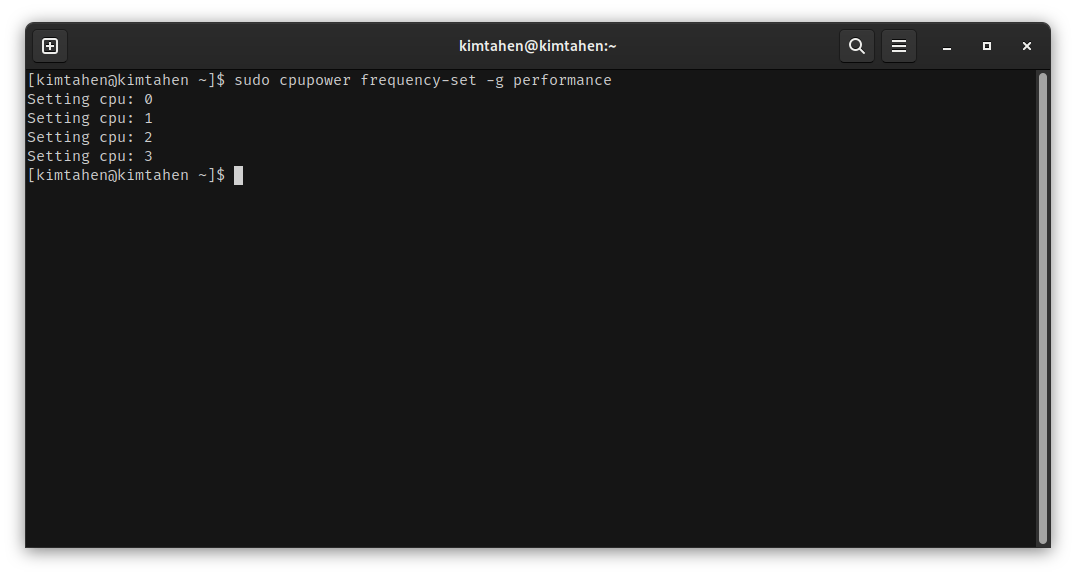 kimtahen@kimtahen:~
[kimtahen@kimtahen ~]$ sudo cpupower frequency-set -g performance
Setting cpu: 0
Setting cpu: 1
Setting cpu: 2
Setting cpu: 3
[kimtahen@kimtahen ~]$